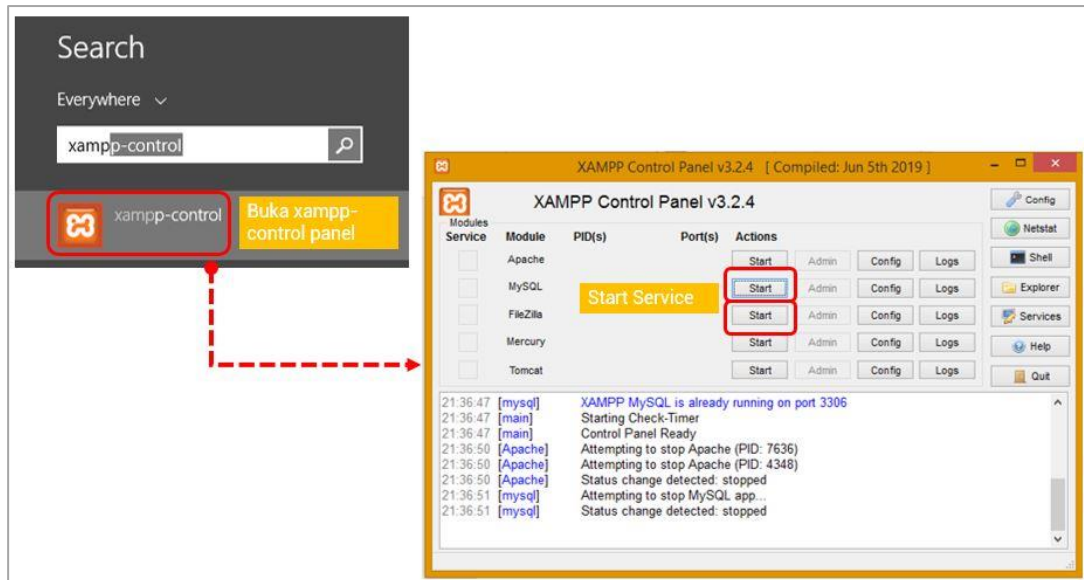 Search
Everywhere
xampp-control
xampp-control
Buka xampp-
control panel
XAMPP Control Panel v3.2.4 [ Compiled: Jun 5th 2019 ]
XAMPP Control Panel v3.2.4
Modules
Service Module PID(s) Port(s) Actions
Apache Start Admin Config Logs
MySQL Start Admin Config Logs
Start Service
FileZilla Start Admin Config Logs
Mercury Start Admin Config Logs
Tomcat Start Admin Config Logs
Config
Netstat
Shell
Explorer
Services
Help
Quit
21:36:47 [mysql] XAMPP MySQL is already running on port 3306
21:36:47 [main] Starting Check-Timer
21:36:47 [main] Control Panel Ready
21:36:50 [Apache] Attempting to stop Apache (PID: 7636)
21:36:50 [Apache] Attempting to stop Apache (PID: 4348)
21:36:50 [Apache] Status change detected: stopped
21:36:51 [mysql] Attempting to stop MySQL app...
21:36:51 [mysql] Status change detected: stopped